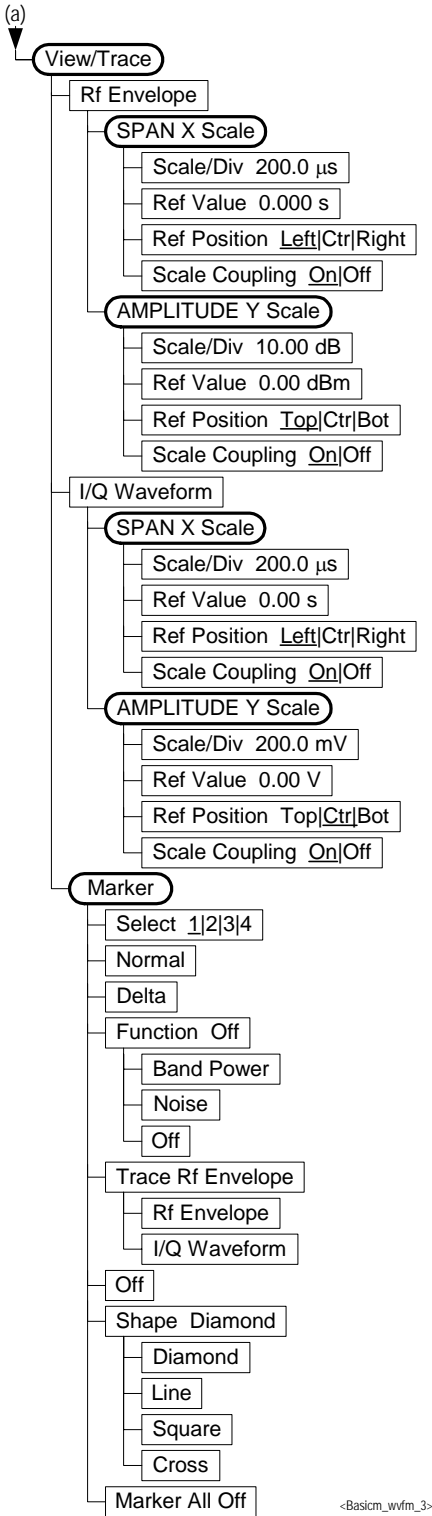 (a)
View/Trace
Rf Envelope
SPAN X Scale
Scale/Div 200.0 μs
Ref Value 0.000 s
Ref Position Left|Ctr|Right
Scale Coupling On|Off
AMPLITUDE Y Scale
Scale/Div 10.00 dB
Ref Value 0.00 dBm
Ref Position Top|Ctr|Bot
Scale Coupling On|Off
I/Q Waveform
SPAN X Scale
Scale/Div 200.0 μs
Ref Value 0.00 s
Ref Position Left|Ctr|Right
Scale Coupling On|Off
AMPLITUDE Y Scale
Scale/Div 200.0 mV
Ref Value 0.00 V
Ref Position Top|Ctr|Bot
Scale Coupling On|Off
Marker
Select 1|2|3|4
Normal
Delta
Function Off
Band Power
Noise
Off
Trace Rf Envelope
Rf Envelope
I/Q Waveform
Off
Shape Diamond
Diamond
Line
Square
Cross
Marker All Off
<Basicm_wvfm_3>